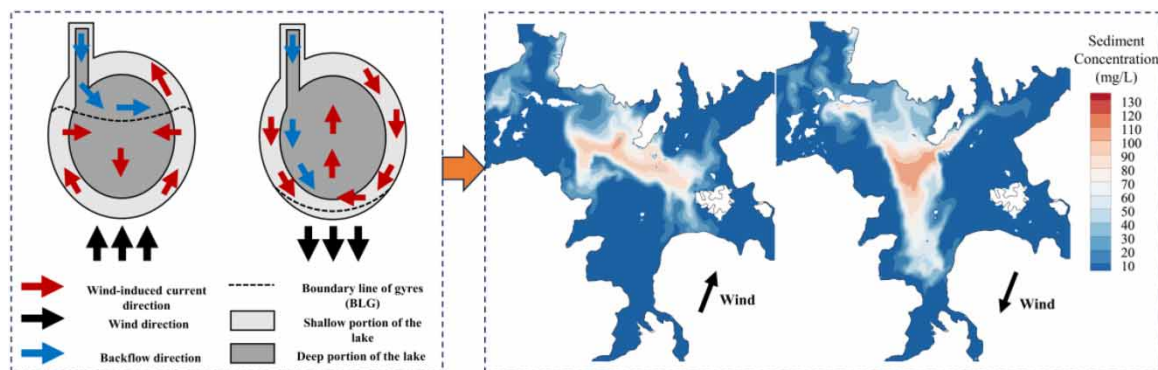 Wind-induced current
direction
Wind direction
Backflow direction
Boundary line of gyres
(BLG)
Shallow portion of the
lake
Deep portion of the lake
Wind
Wind
Sediment
Concentration
(mg/L)
130
120
110
100
90
80
70
60
50
40
30
20
10